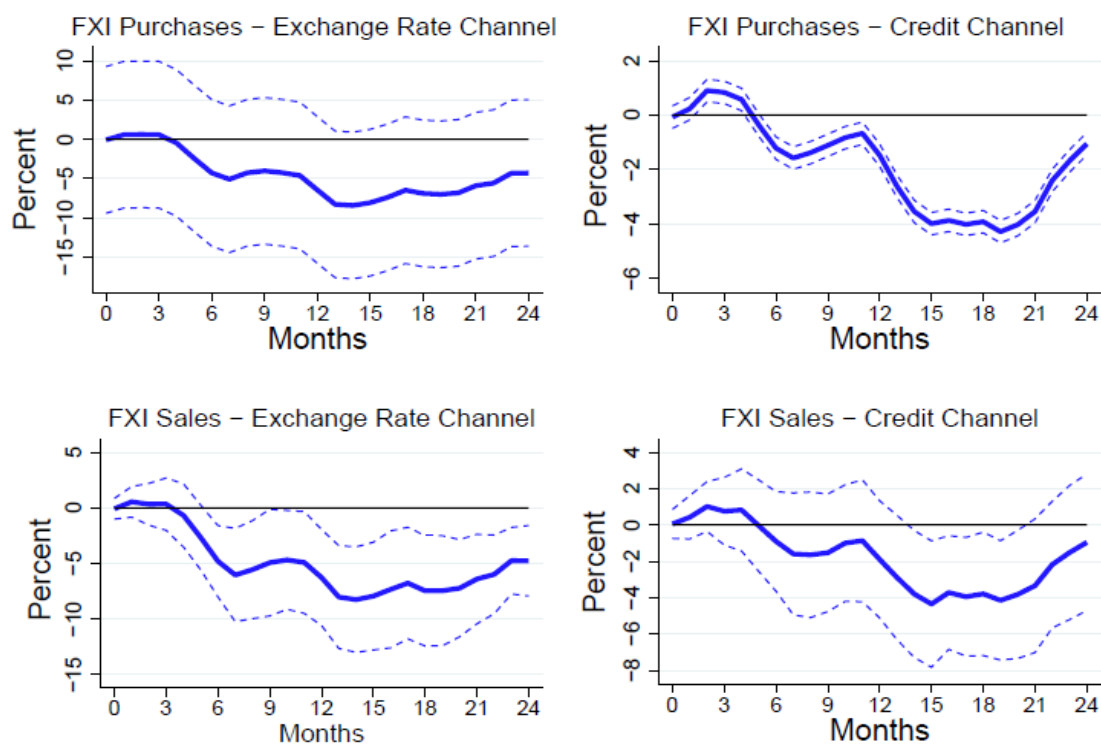 FXI Purchases – Exchange Rate Channel
Percent
10
5
0
−5
−10
−15
0 3 6 9 12 15 18 21 24
Months
FXI Purchases – Credit Channel
Percent
2
0
−2
−4
−6
0 3 6 9 12 15 18 21 24
Months
FXI Sales – Exchange Rate Channel
Percent
5
0
−5
−10
−15
0 3 6 9 12 15 18 21 24
Months
FXI Sales – Credit Channel
Percent
4
2
0
−2
−4
−6
−8
0 3 6 9 12 15 18 21 24
Months